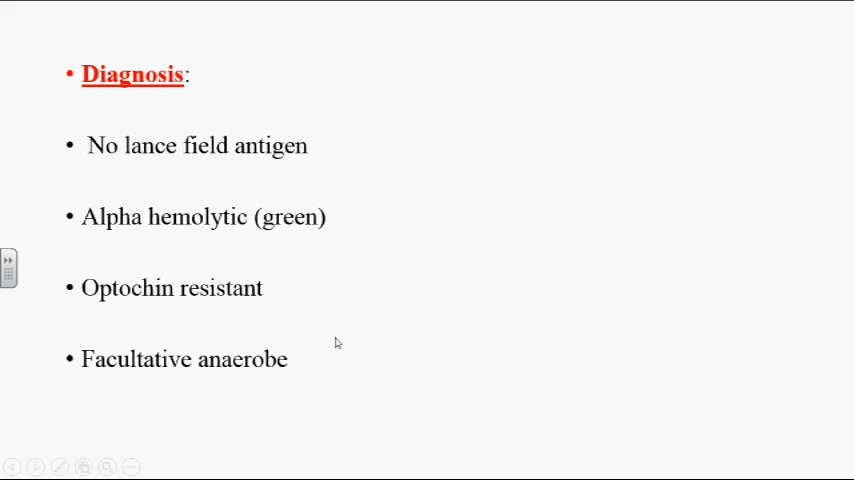 • Diagnosis:
• No lance field antigen
• Alpha hemolytic (green)
• Optochin resistant
• Facultative anaerobe